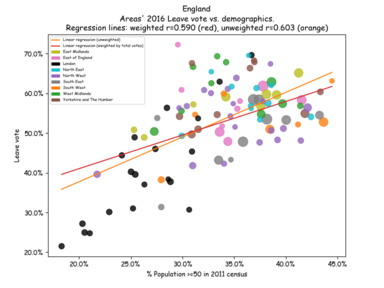 England
Areas' 2016 Leave vote vs. demographics.
Regression lines: weighted r=0.590 (red), unweighted r=0.603 (orange)
Linear regression (unweighted)
Linear regression (weighted by total votes)
East Midlands
East of England
London
North East
North West
South East
South West
West Midlands
Yorkshire and The Humber
70.0%
60.0%
50.0%
40.0%
30.0%
20.0%
Leave vote
20.0%
25.0%
30.0%
35.0%
40.0%
45.0%
% Population >=50 in 2011 census